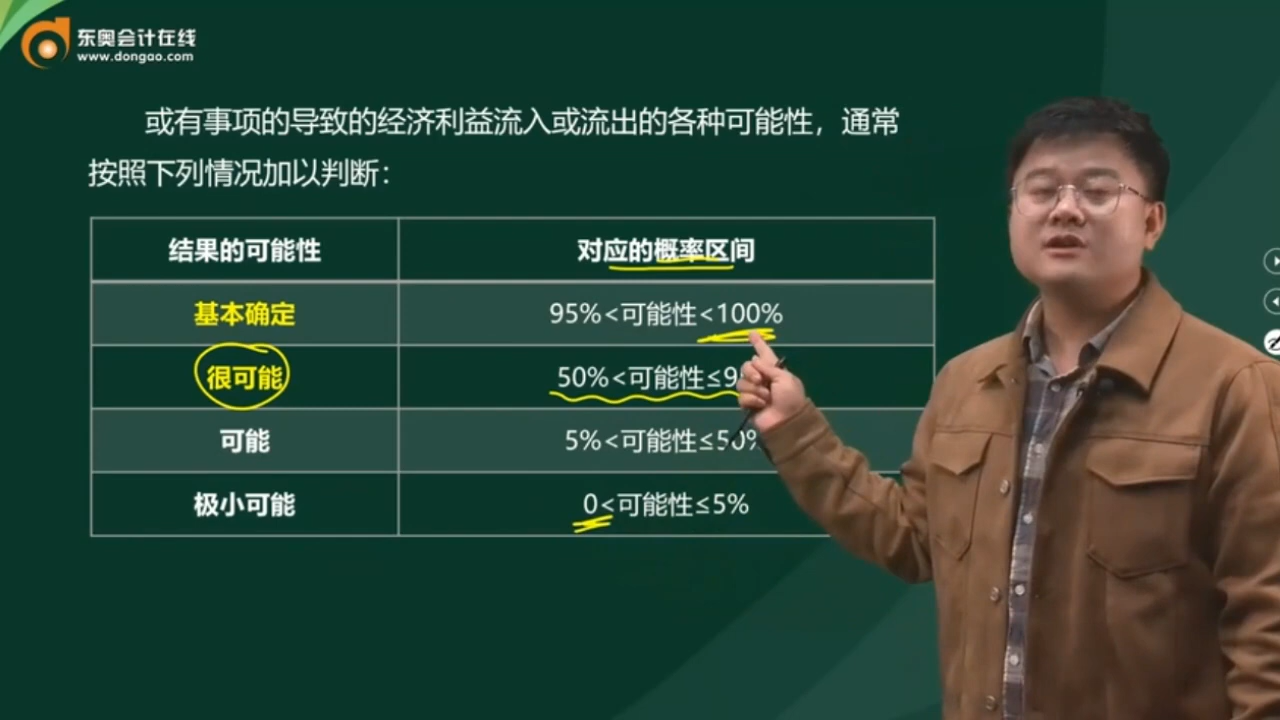 东奥会计在线
www.dongao.com
或有事项的导致的经济利益流入或流出的各种可能性，通常
按照下列情况加以判断：
结果的可能性 对应的概率区间
基本确定 95%<可能性<100%
很可能 50%<可能性≤9
可能 5%<可能性≤50%
极小可能 0<可能性≤5%